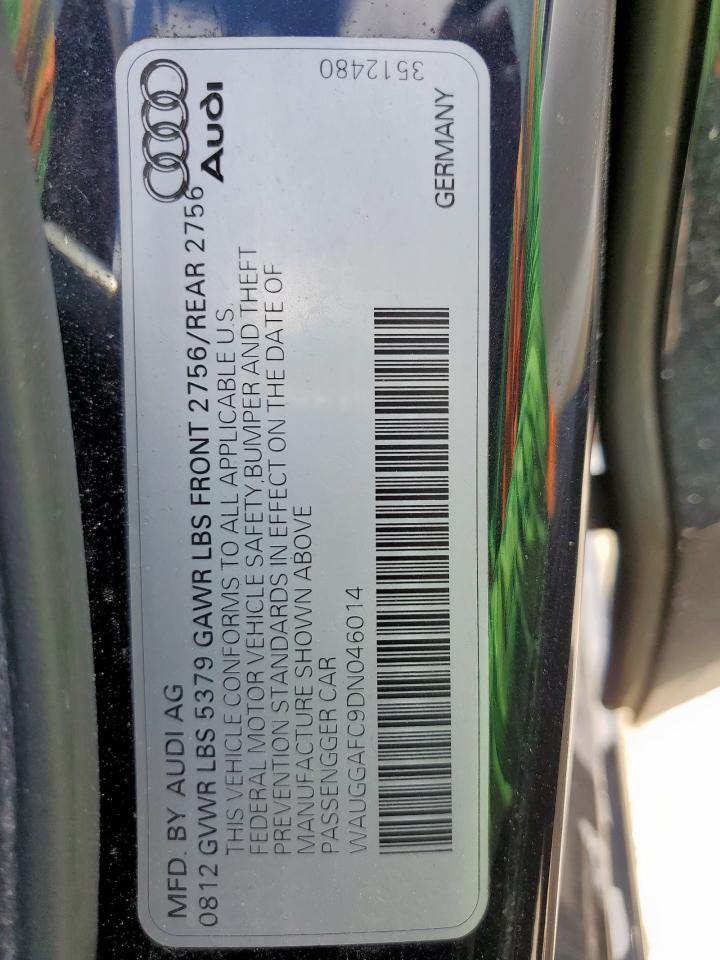 MFD. BY AUDI AG
0812 GVWR LBS 5379 GAWR LBS FRONT 2756/REAR 2756
THIS VEHICLE CONFORMS TO ALL APPLICABLE U.S.
FEDERAL MOTOR VEHICLE SAFETY,BUMPER AND THEFT
PREVENTION STANDARDS IN EFFECT ON THE DATE OF
MANUFACTURE SHOWN ABOVE
PASSENGGER CAR
WAUGGAFC9DN046014
Audi
3512480
GERMANY